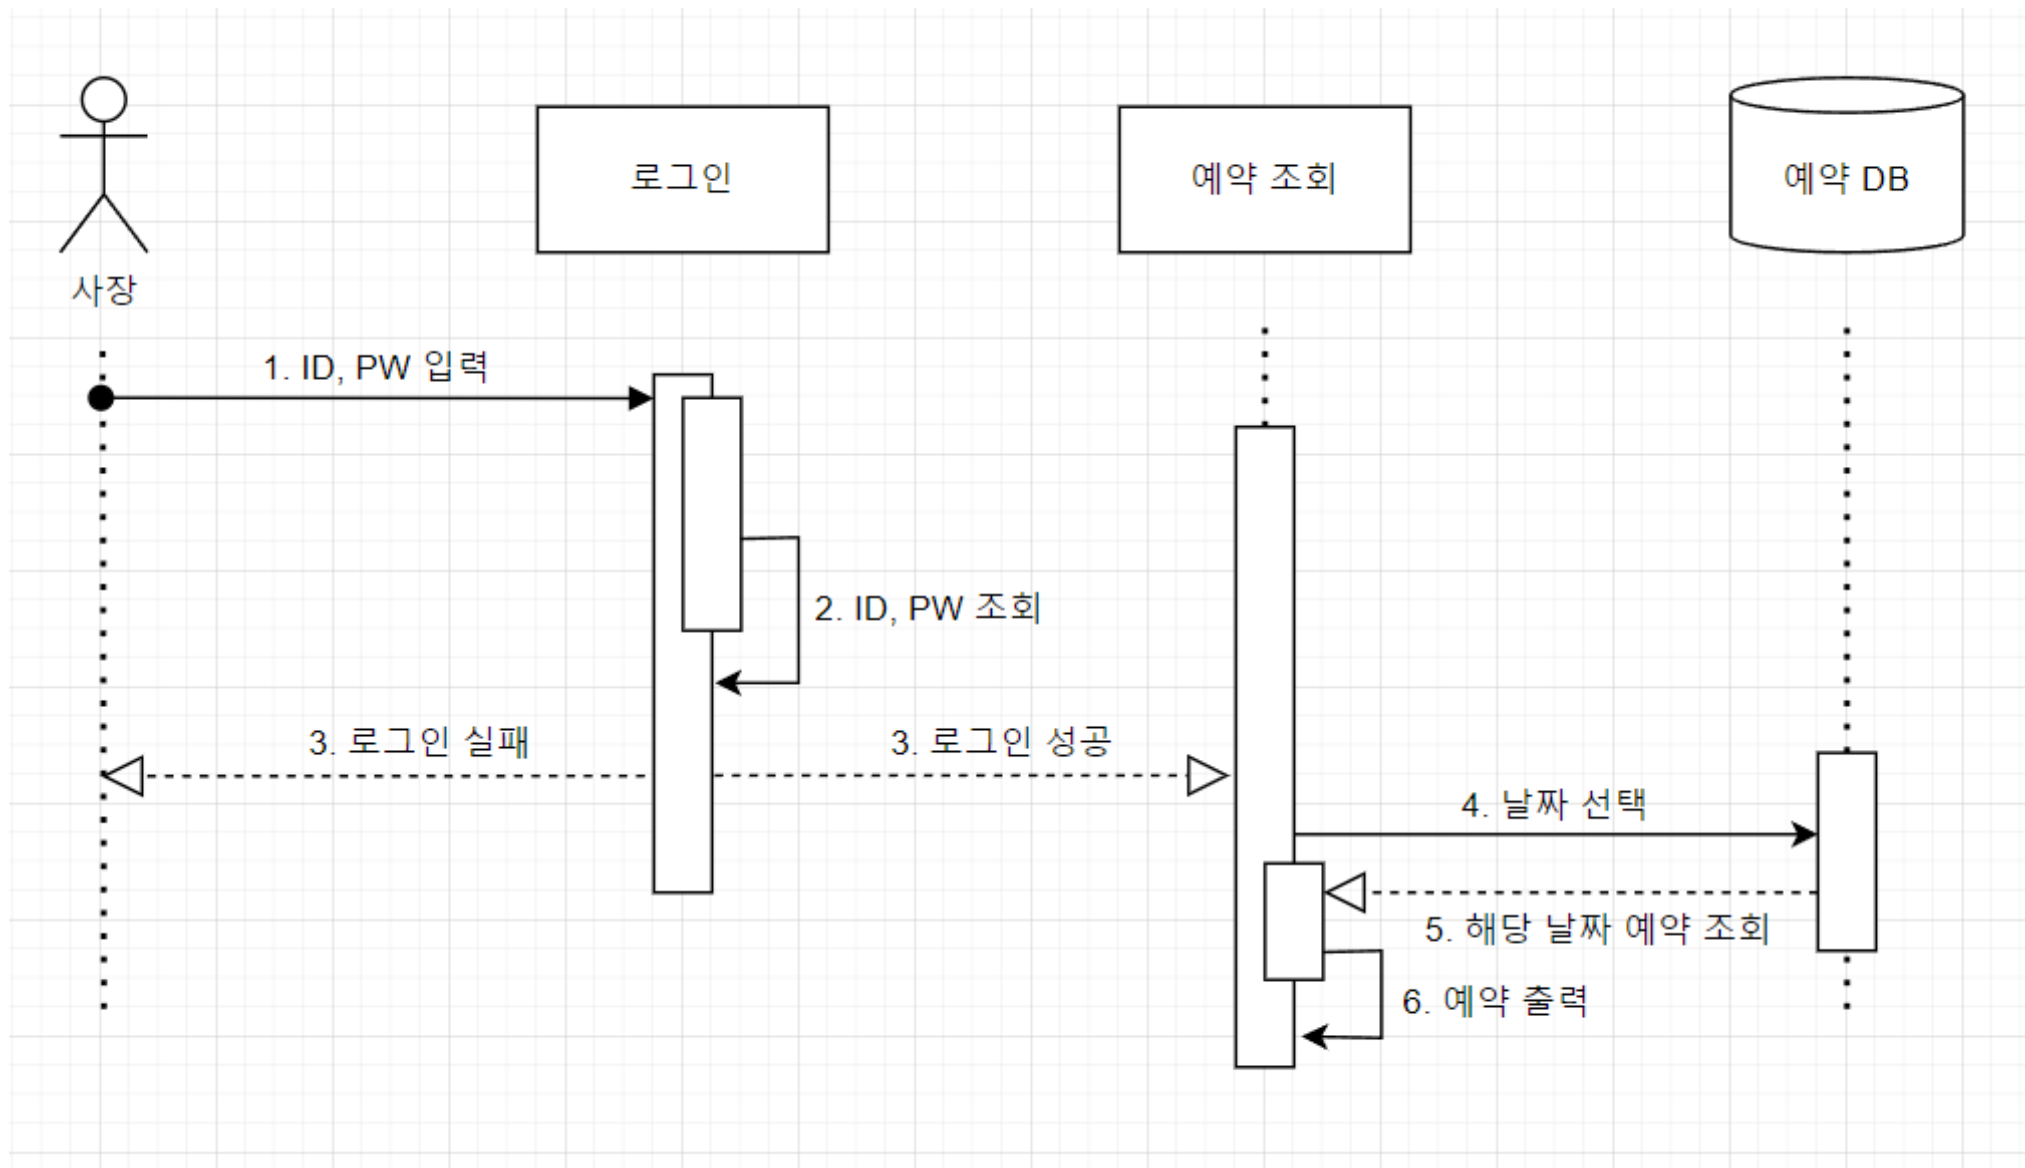 사장
로그인
예약 조회
예약 DB
1. ID, PW 입력
2. ID, PW 조회
3. 로그인 실패
3. 로그인 성공
4. 날짜 선택
5. 해당 날짜 예약 조회
6. 예약 출력